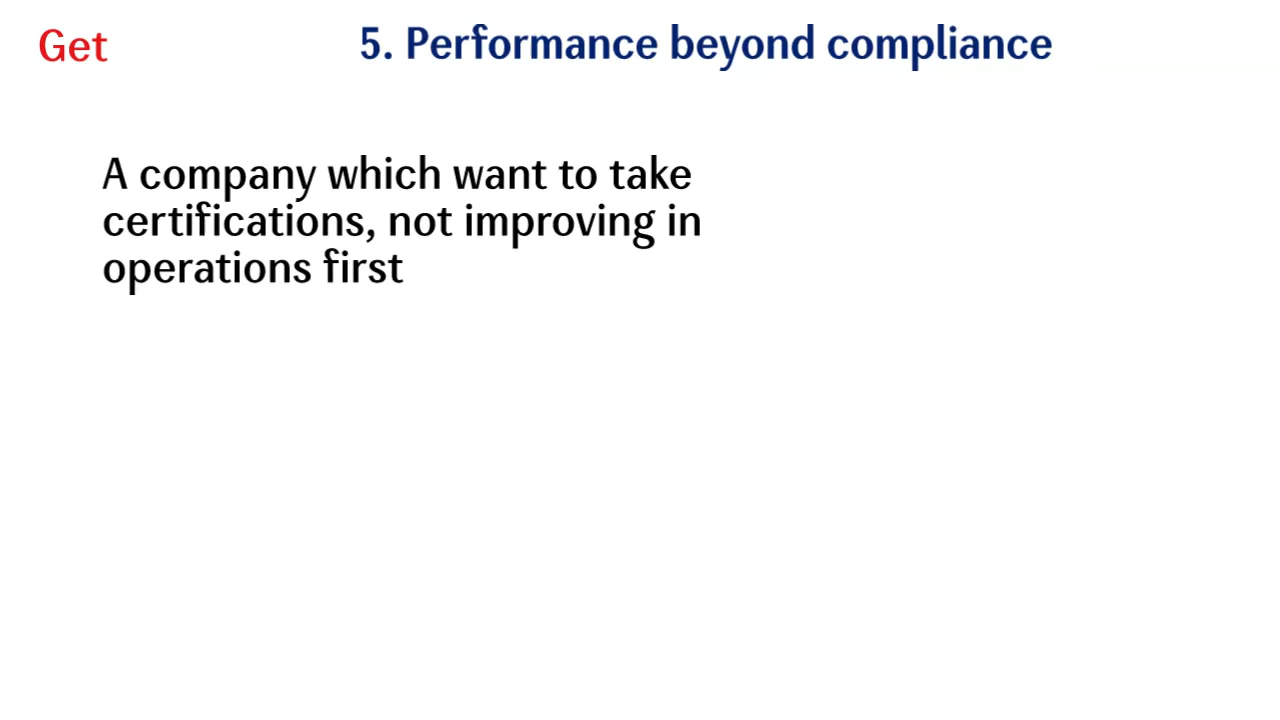 Get
5. Performance beyond compliance
A company which want to take
certifications, not improving in
operations first